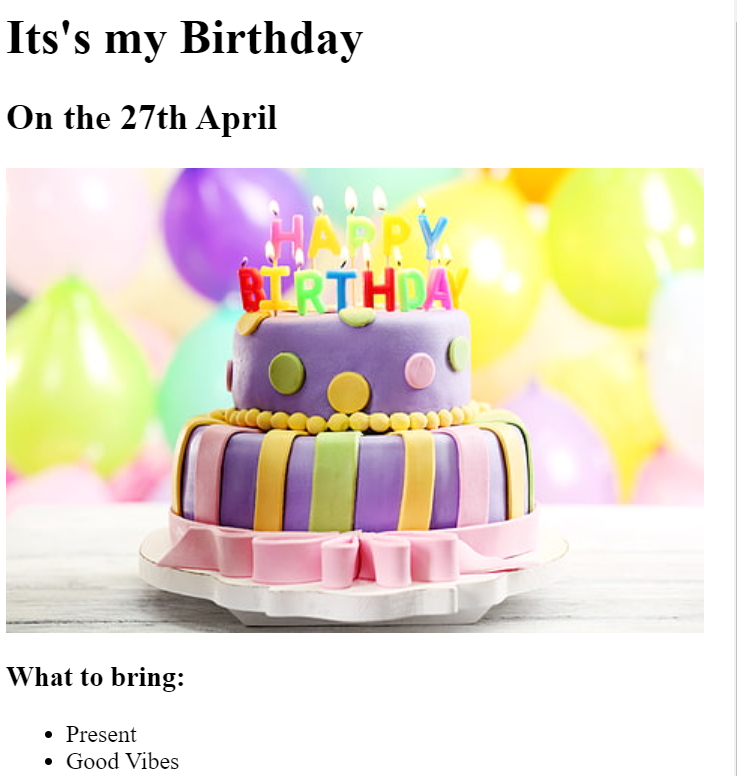 Its's my Birthday
On the 27th April
HAPPY
BIRTHDAY
What to bring:
Present
Good Vibes